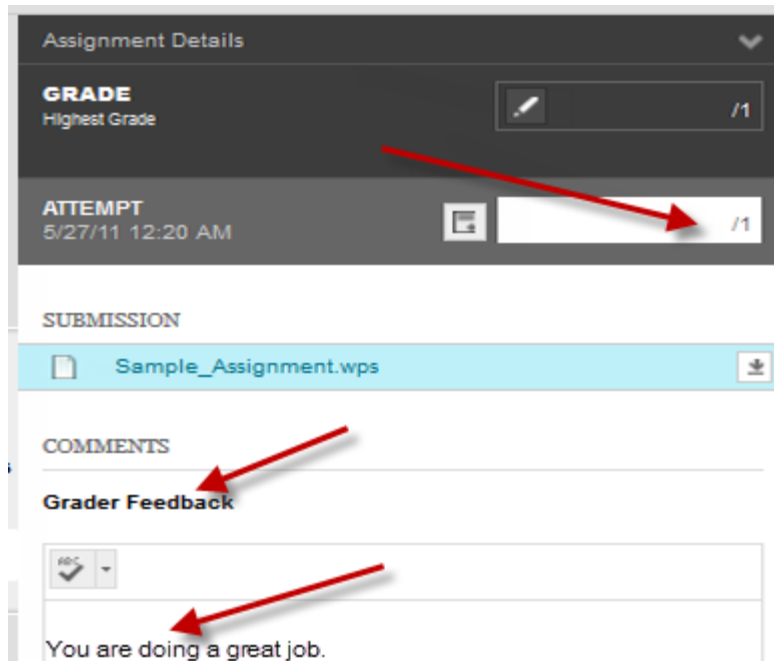 Assignment Details
GRADE
/1
Highest Grade
ATTEMPT
/1
5/27/11 12:20 AM
SUBMISSION
Sample_Assignment.wps
COMMENTS
Grader Feedback
ABC
You are doing a great job.